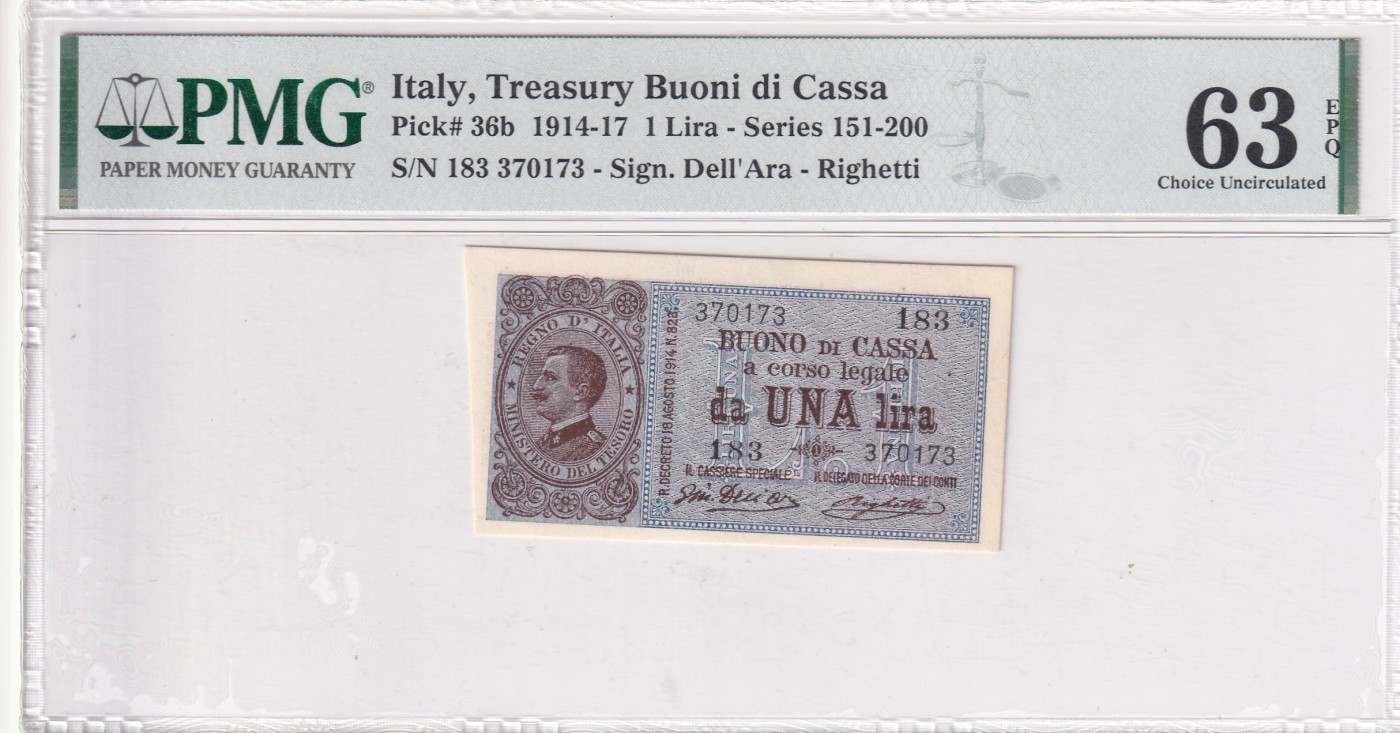 PMG®
PAPER MONEY GUARANTY
Italy, Treasury Buoni di Cassa
Pick# 36b 1914-17 1 Lira - Series 151-200
S/N 183 370173 - Sign. Dell'Ara - Righetti
63
EPQ
Choice Uncirculated
REGNO D'ITALIA
MINISTERO DEL TESORO
R. DECRETO 18 AGOSTO 1914 N. 828.
370173 183
BUONO DI CASSA
a corso legale
da UNA lira
183 370173
IL CASSIERE SPECIALE IL DELEGATO DELLA CORTE DEI CONTI
Righetti